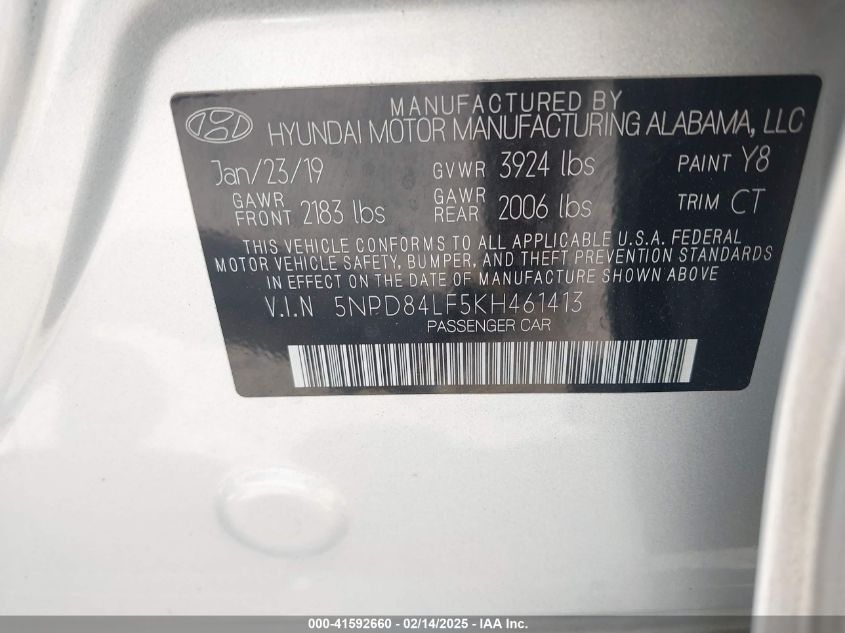 MANUFACTURED BY
HYUNDAI MOTOR MANUFACTURING ALABAMA, LLC
Jan/23/19 GVWR 3924 lbs PAINT Y8
GAWR FRONT 2183 lbs GAWR REAR 2006 lbs TRIM CT
THIS VEHICLE CONFORMS TO ALL APPLICABLE U.S.A. FEDERAL
MOTOR VEHICLE SAFETY, BUMPER, AND THEFT PREVENTION STANDARDS
IN EFFECT ON THE DATE OF MANUFACTURE SHOWN ABOVE
V.I.N 5NPD84LF5KH461413
PASSENGER CAR
000-41592660 - 02/14/2025 - IAA Inc.